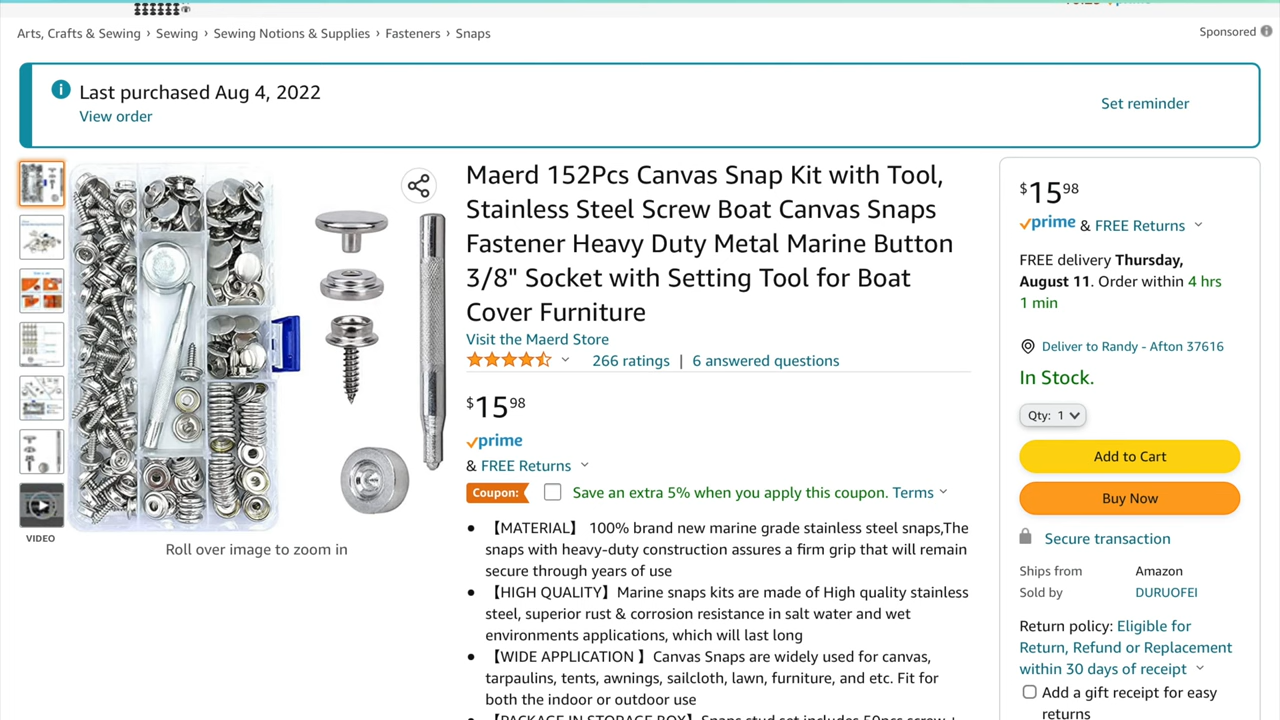 Arts, Crafts & Sewing › Sewing › Sewing Notions & Supplies › Fasteners › Snaps
Sponsored
Last purchased Aug 4, 2022
View order
Set reminder
Maerd 152Pcs Canvas Snap Kit with Tool,
Stainless Steel Screw Boat Canvas Snaps
Fastener Heavy Duty Metal Marine Button
3/8" Socket with Setting Tool for Boat
Cover Furniture
Visit the Maerd Store
266 ratings | 6 answered questions
$15 98
prime
& FREE Returns
Coupon: Save an extra 5% when you apply this coupon. Terms
• 【MATERIAL】 100% brand new marine grade stainless steel snaps,The
snaps with heavy-duty construction assures a firm grip that will remain
secure through years of use
• 【HIGH QUALITY】Marine snaps kits are made of High quality stainless
steel, superior rust & corrosion resistance in salt water and wet
environments applications, which will last long
• 【WIDE APPLICATION 】Canvas Snaps are widely used for canvas,
tarpaulins, tents, awnings, sailcloth, lawn, furniture, and etc. Fit for
both the indoor or outdoor use
• 【PACKAGE IN STORAGE BOX】Snaps stud set includes 50pcs screw +
VIDEO
Roll over image to zoom in
$15 98
prime & FREE Returns
FREE delivery Thursday,
August 11. Order within 4 hrs
1 min
Deliver to Randy - Afton 37616
In Stock.
Qty: 1
Add to Cart
Buy Now
Secure transaction
Ships from Amazon
Sold by DURUOFEI
Return policy: Eligible for
Return, Refund or Replacement
within 30 days of receipt
Add a gift receipt for easy
returns